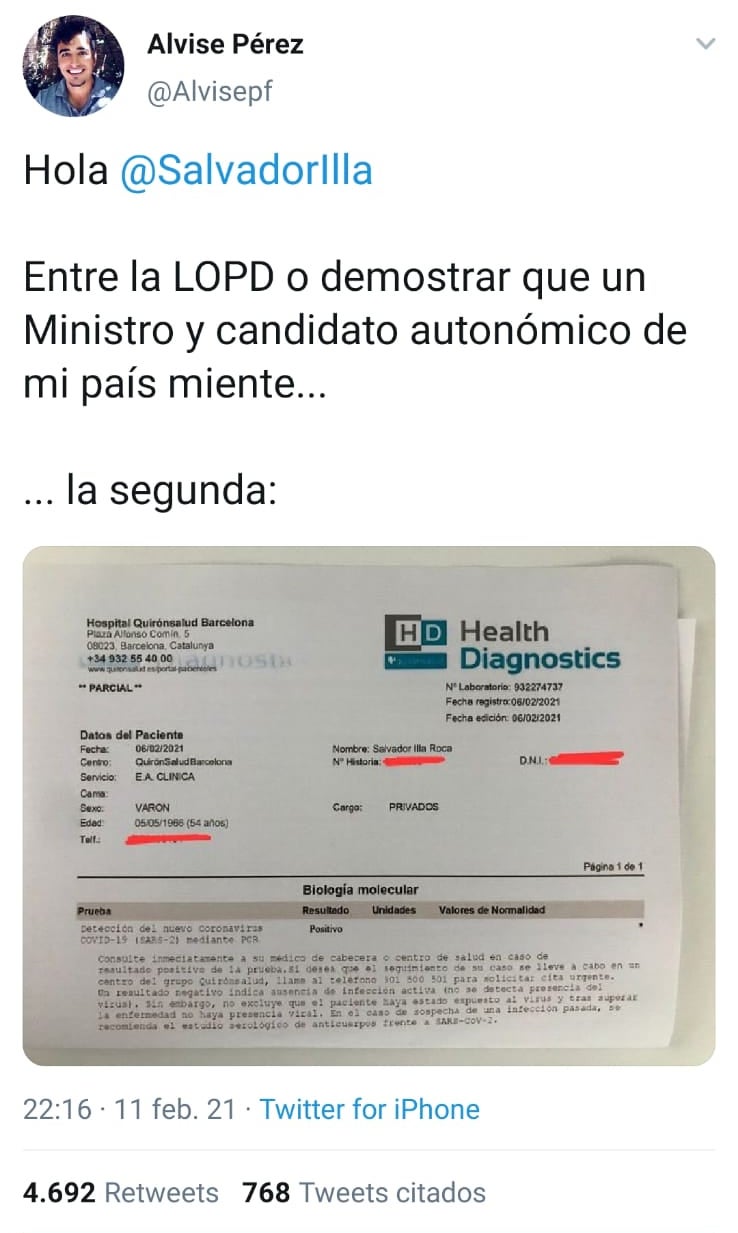 Alvise Pérez
@Alvisepf
Hola @SalvadorIlla
Entre la LOPD o demostrar que un
Ministro y candidato autonómico de
mi país miente...
... la segunda:
Hospital Quirónsalud Barcelona
Plaza Alfonso Comín, 5
08023, Barcelona, Catalunya
+34 932 55 40 00
www.quironsalud.es/portal-pacientes
** PARCIAL **
HD Health
Diagnostics
Nº Laboratorio: 932274737
Fecha registro:06/02/2021
Fecha edición: 06/02/2021
Datos del Paciente
Fecha: 06/02/2021
Centro: QuirónSalud Barcelona
Servicio: E.A. CLINICA
Cama:
Sexo: VARON
Edad: 05/05/1966 (54 años)
Telf.:
Nombre: Salvador Illa Roca
Nº Historia:
D.N.I.:
Cargo: PRIVADOS
Página 1 de 1
Biología molecular
Prueba Resultado Unidades Valores de Normalidad
Detección del nuevo coronavirus Positivo *
COVID-19 (SARS-2) mediante PCR
Consulte inmediatamente a su médico de cabecera o centro de salud en caso de
resultado positivo de la prueba.Si desea que el seguimiento de su caso se lleve a cabo en un
centro del grupo Quirónsalud, llame al teléfono 901 500 501 para solicitar cita urgente.
Un resultado negativo indica ausencia de infección activa (no se detecta presencia del
virus). Sin embargo, no excluye que el paciente haya estado expuesto al virus y tras superar
la enfermedad no haya presencia viral. En el caso de sospecha de una infección pasada, se
recomienda el estudio serológico de anticuerpos frente a SARS-COV-2.
22:16 · 11 feb. 21 · Twitter for iPhone
4.692 Retweets 768 Tweets citados